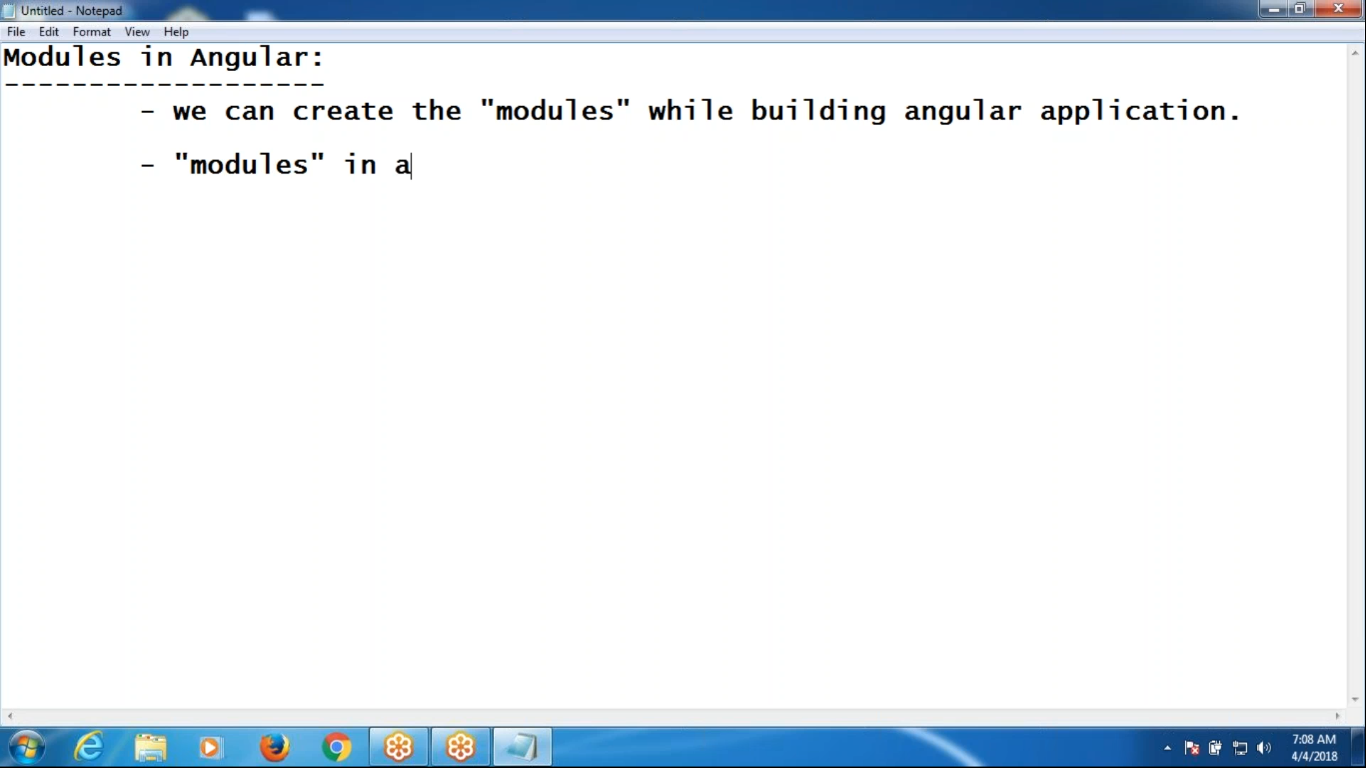 Untitled - Notepad
File Edit Format View Help
Modules in Angular:
-------------------
- we can create the "modules" while building angular application.
- "modules" in a
7:08 AM
4/4/2018